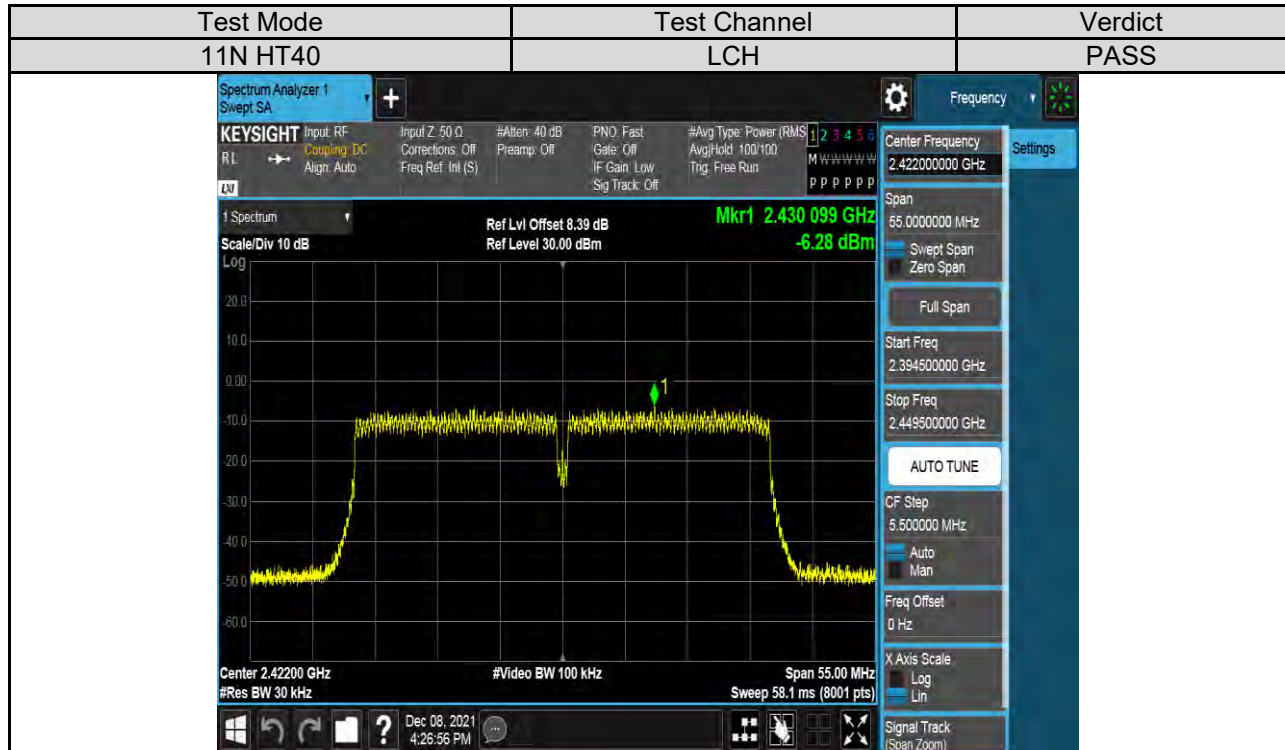 Test Mode Test Channel Verdict
11N HT40 LCH PASS
Spectrum Analyzer 1
Swept SA
+
Frequency
KEYSIGHT Input: RF Input Z: 50 Ω #Atten: 40 dB PNO: Fast #Avg Type: Power (RMS 1 2 3 4 5 6
RL Coupling: DC Corrections: Off Preamp: Off Gate: Off Avg|Hold: 100/100 M W W W W W
Align: Auto Freq Ref: Int (S) IF Gain: Low Trig: Free Run
LXI Sig Track: Off P P P P P P
1 Spectrum
Scale/Div 10 dB
Log
Ref Lvl Offset 8.39 dB
Ref Level 30.00 dBm
Mkr1 2.430 099 GHz
-6.28 dBm
20.0
10.0
0.00
-10.0
-20.0
-30.0
-40.0
-50.0
-60.0
1
Center 2.42200 GHz #Video BW 100 kHz Span 55.00 MHz
#Res BW 30 kHz Sweep 58.1 ms (8001 pts)
? Dec 08, 2021
4:26:56 PM
Center Frequency
2.422000000 GHz
Settings
Span
55.0000000 MHz
Swept Span
Zero Span
Full Span
Start Freq
2.394500000 GHz
Stop Freq
2.449500000 GHz
AUTO TUNE
CF Step
5.500000 MHz
Auto
Man
Freq Offset
0 Hz
X Axis Scale
Log
Lin
Signal Track
(Span Zoom)